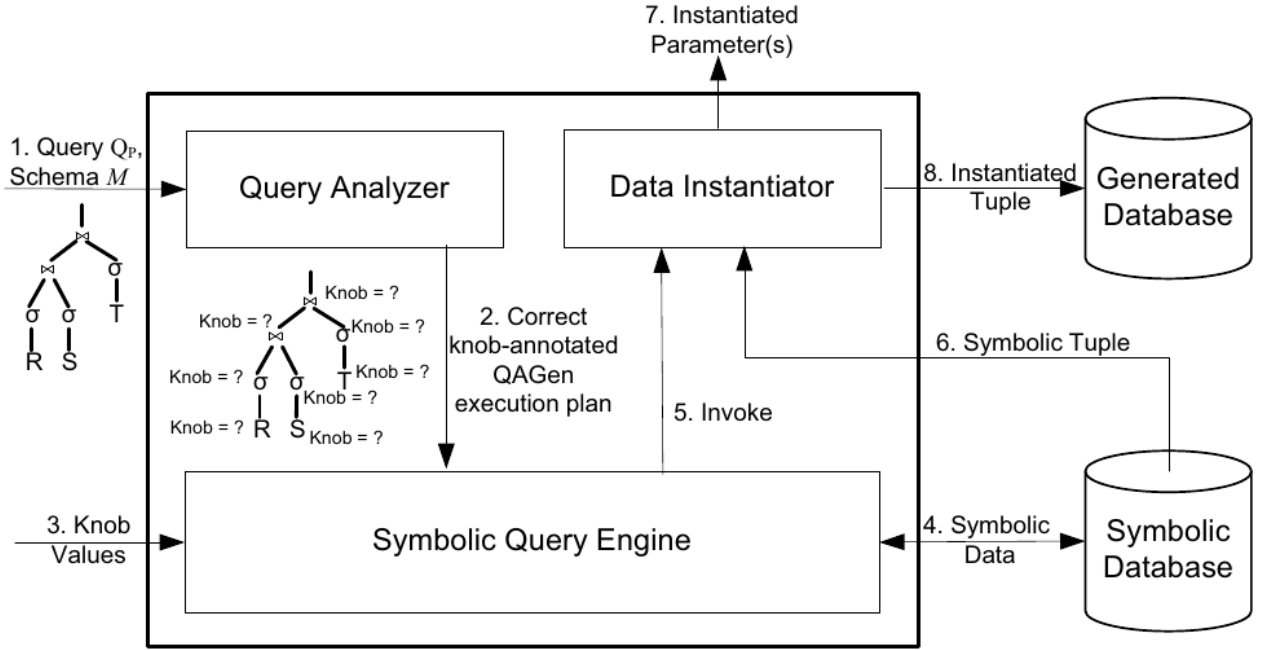 7. Instantiated
Parameter(s)
1. Query QP,
Schema M
Query Analyzer
Data Instantiator
8. Instantiated
Tuple
Generated
Database
⋈
⋈ σ
σ σ T
R S
Knob = ?
⋈
Knob = ?
⋈
σ Knob = ?
Knob = ? σ σ
T Knob = ?
Knob = ?
Knob = ? R S
Knob = ?
2. Correct
knob-annotated
QAGen
execution plan
5. Invoke
6. Symbolic Tuple
3. Knob
Values
Symbolic Query Engine
4. Symbolic
Data
Symbolic
Database